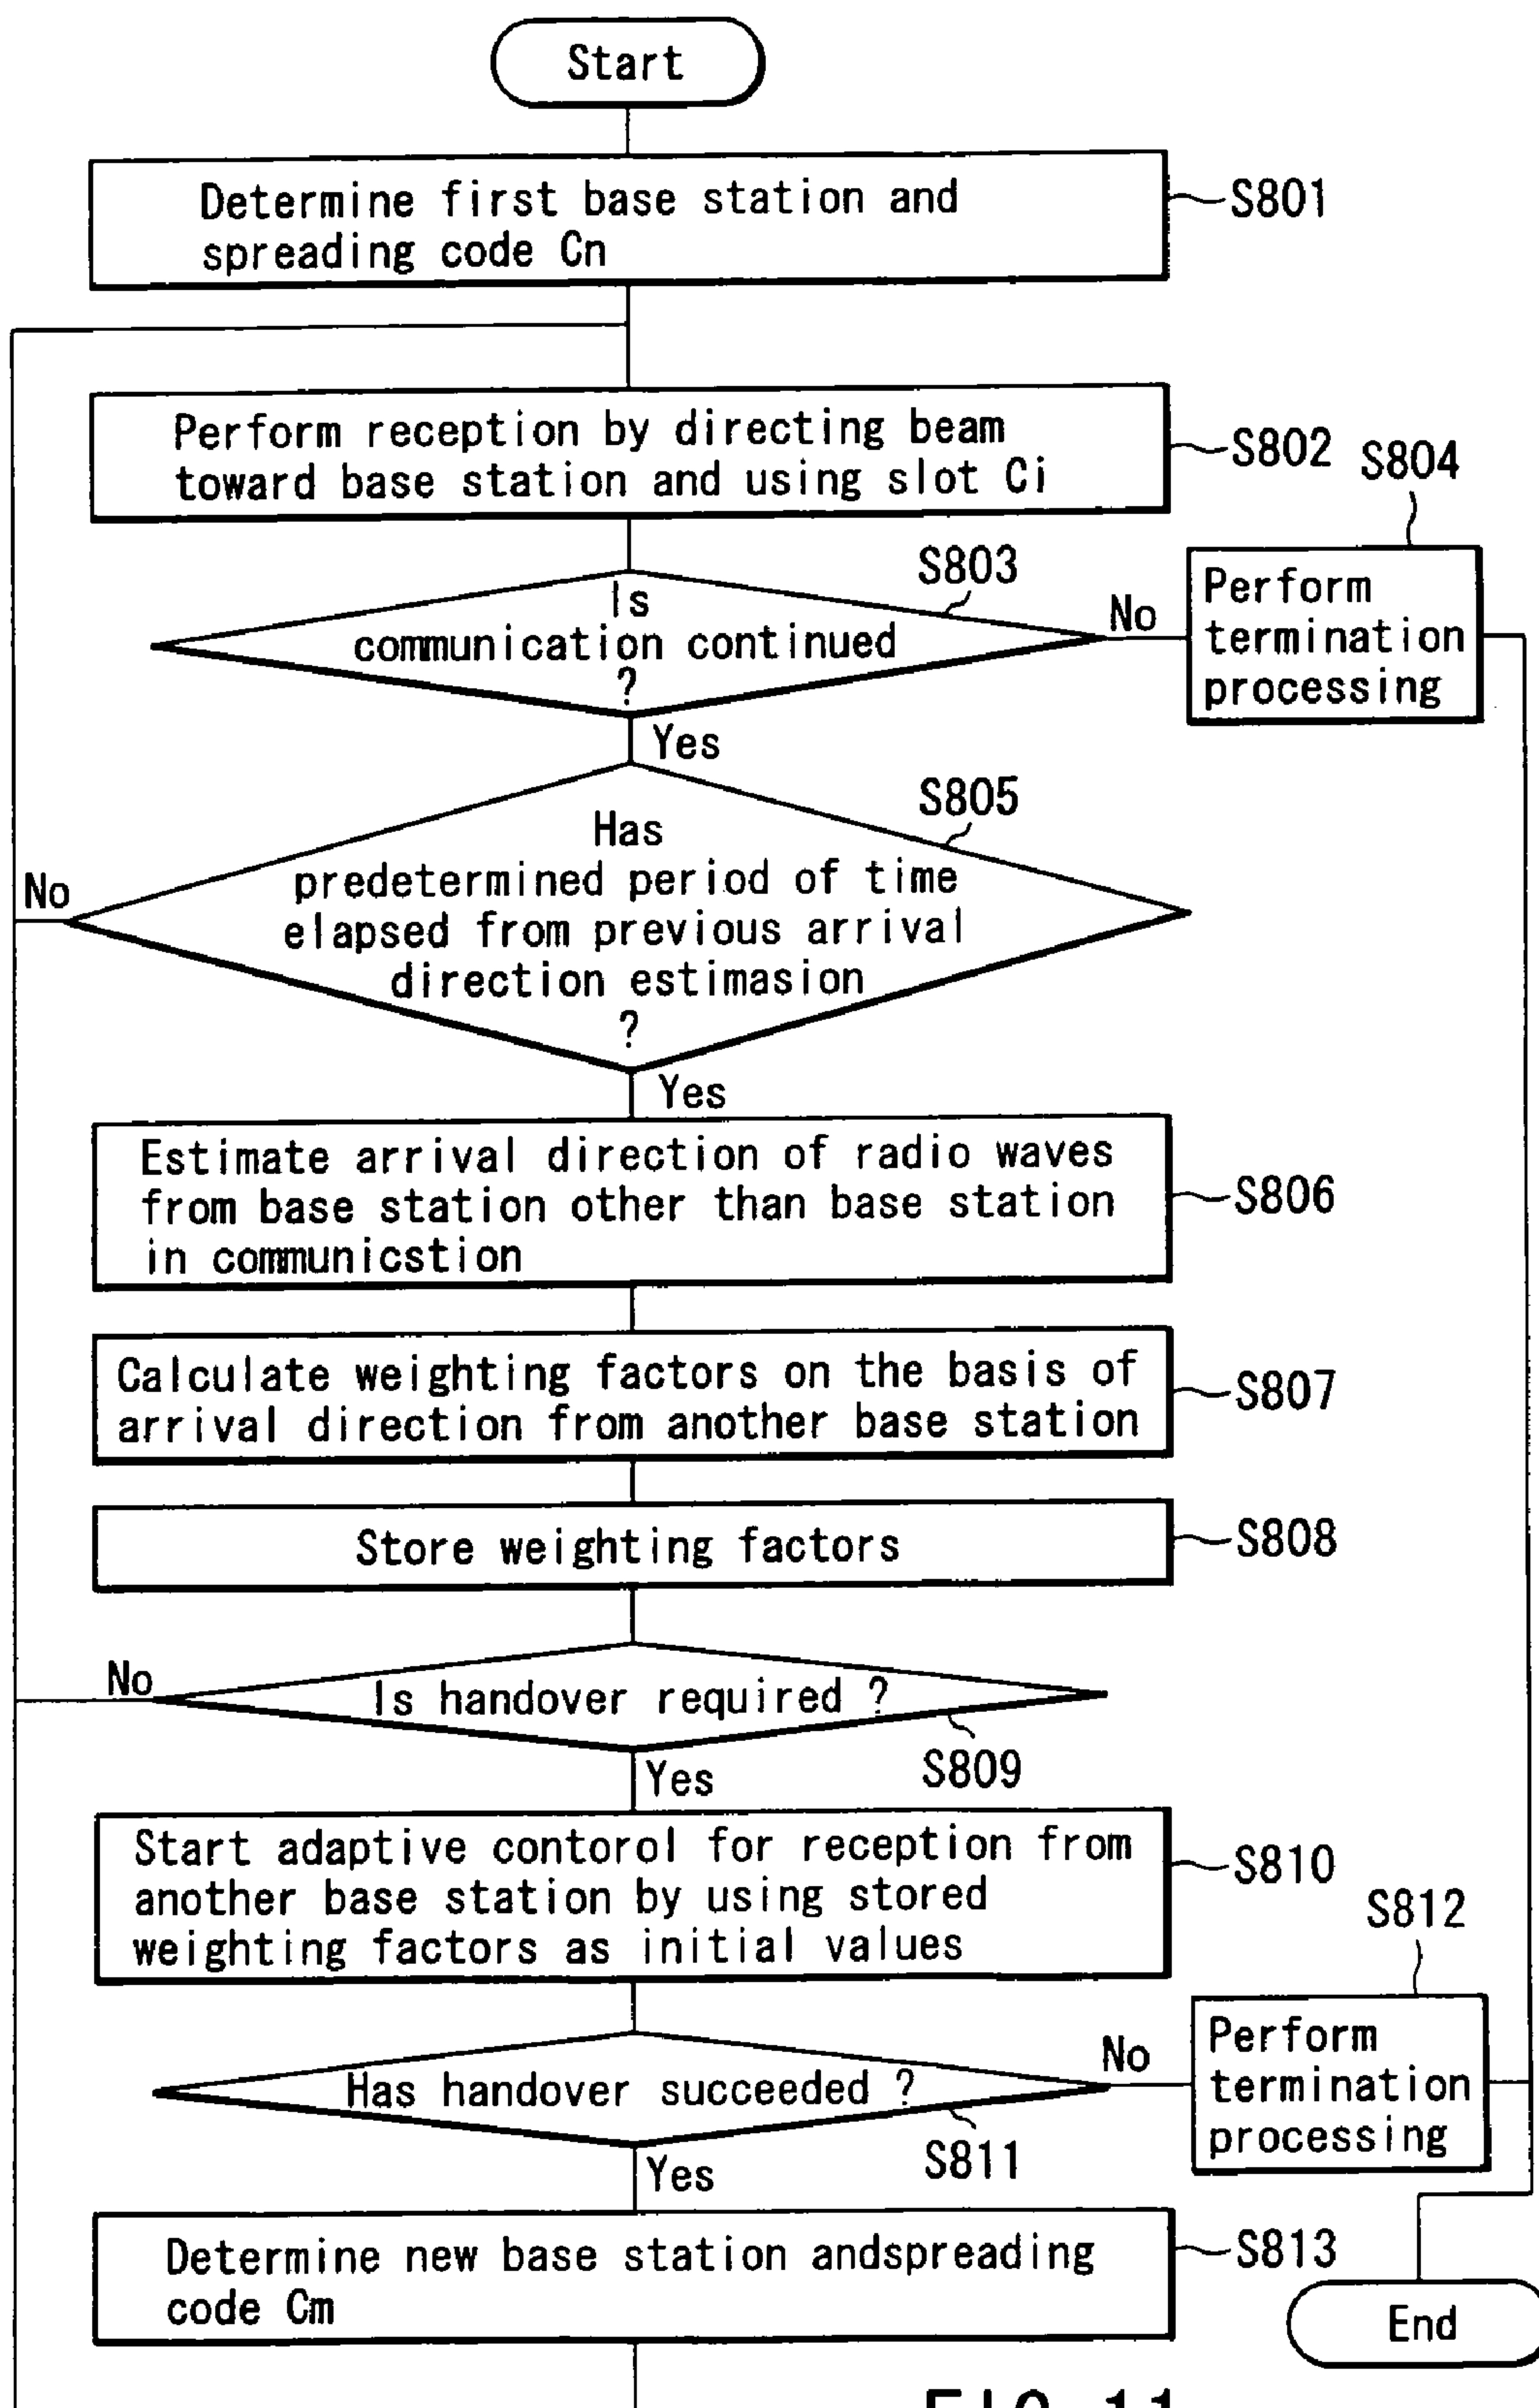 Start
Determine first base station and
spreading code Cn
S801
Perform reception by directing beam
toward base station and using slot Ci
S802
S804
S803
Is
communication continued
?
No
Perform
termination
processing
Yes
S805
Has
predetermined period of time
elapsed from previous arrival
direction estimasion
?
No
Yes
Estimate arrival direction of radio waves
from base station other than base station
in communicstion
S806
Calculate weighting factors on the basis of
arrival direction from another base station
S807
Store weighting factors
S808
No
Is handover required ?
S809
Yes
Start adaptive contorol for reception from
another base station by using stored
weighting factors as initial values
S810
S812
Has handover succeeded ?
No
Perform
termination
processing
S811
Yes
Determine new base station andspreading
code Cm
S813
End
FIG. 11